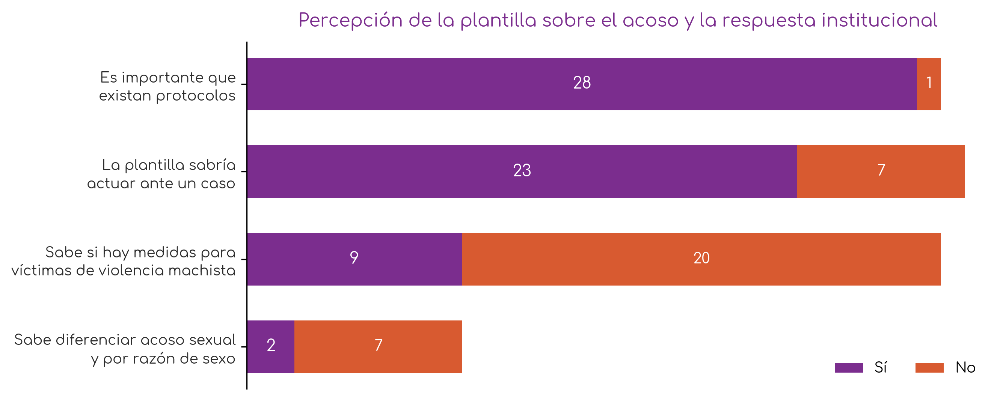 Percepción de la plantilla sobre el acoso y la respuesta institucional
Es importante que
existan protocolos
28
1
La plantilla sabría
actuar ante un caso
23
7
Sabe si hay medidas para
víctimas de violencia machista
9
20
Sabe diferenciar acoso sexual
y por razón de sexo
2
7
Sí
No